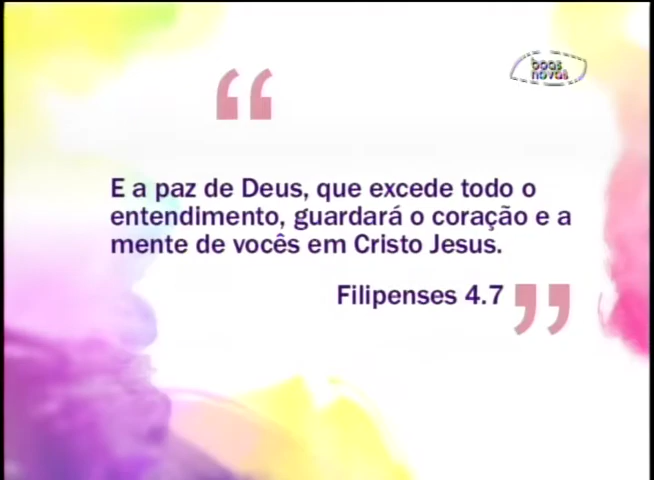 boas
novas
“
E a paz de Deus, que excede todo o
entendimento, guardará o coração e a
mente de vocês em Cristo Jesus.
Filipenses 4.7
”